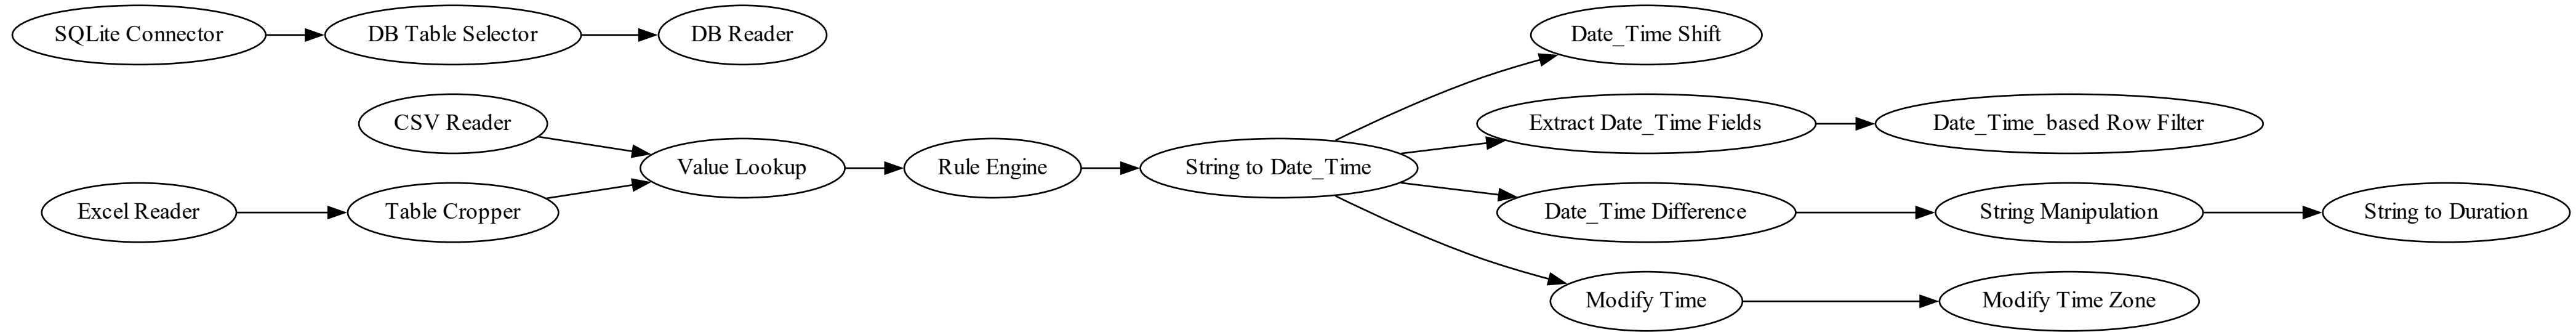 SQLite Connector
DB Table Selector
DB Reader
Date_Time Shift
CSV Reader
Extract Date_Time Fields
Date_Time_based Row Filter
Value Lookup
Rule Engine
String to Date_Time
Excel Reader
Table Cropper
Date_Time Difference
String Manipulation
String to Duration
Modify Time
Modify Time Zone